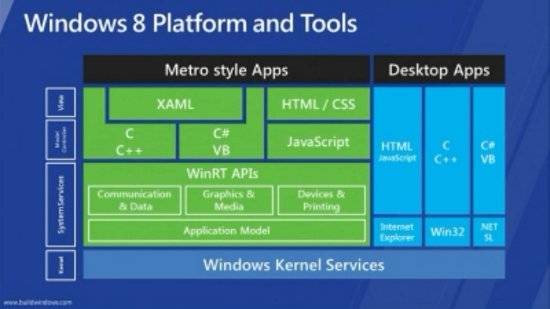 Windows 8 Platform and Tools
Metro style Apps
Desktop Apps
View
Model
Controller
System Services
Kernel
XAML
HTML / CSS
C
C++
C#
VB
JavaScript
WinRT APIs
Communication
& Data
Graphics &
Media
Devices &
Printing
Application Model
HTML
JavaScript
C
C++
C#
VB
Internet
Explorer
Win32
.NET
SL
Windows Kernel Services
www.buildwindows.com